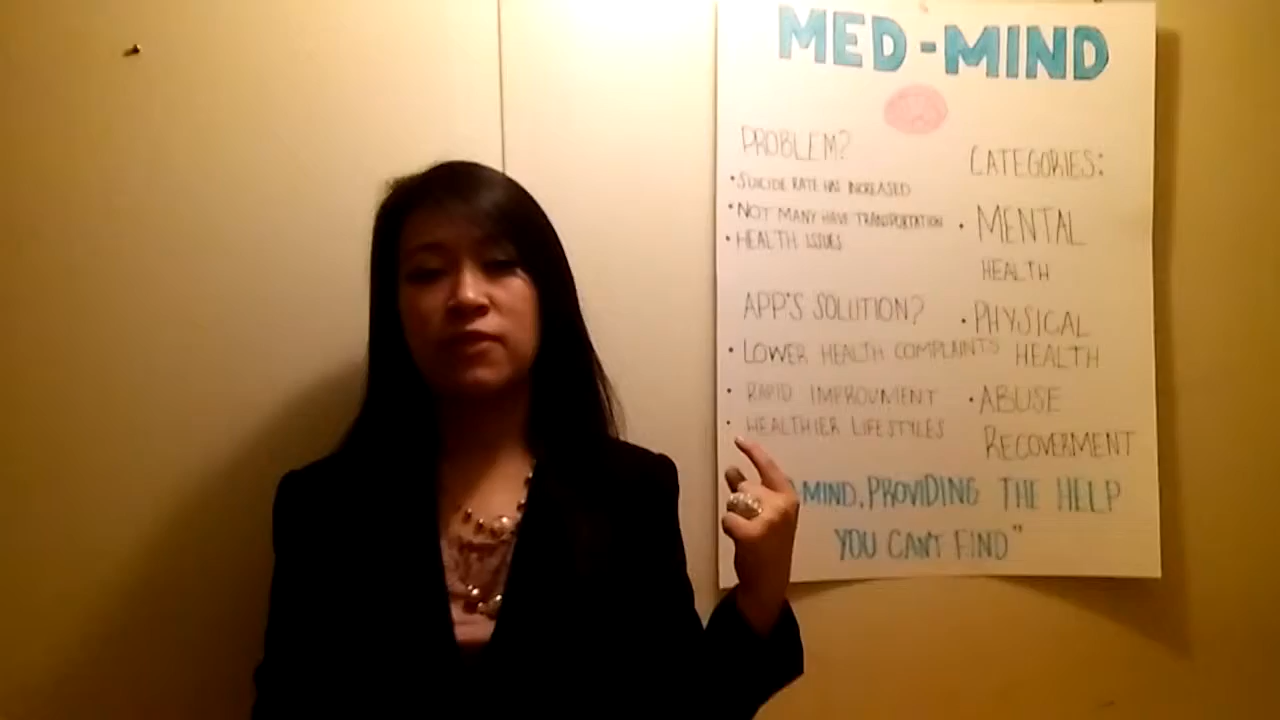 MED-MIND
PROBLEM?
• SUICIDE RATE HAS INCREASED
• NOT MANY HAVE TRANSPORTATION
• HEALTH ISSUES
APP'S SOLUTION?
• LOWER HEALTH COMPLAINTS
• RAPID IMPROVMENT
• HEALTHIER LIFESTYLES
CATEGORIES:
• MENTAL
HEALTH
• PHYSICAL
HEALTH
• ABUSE
RECOVERMENT
MIND, PROVIDING THE HELP
YOU CAN'T FIND"